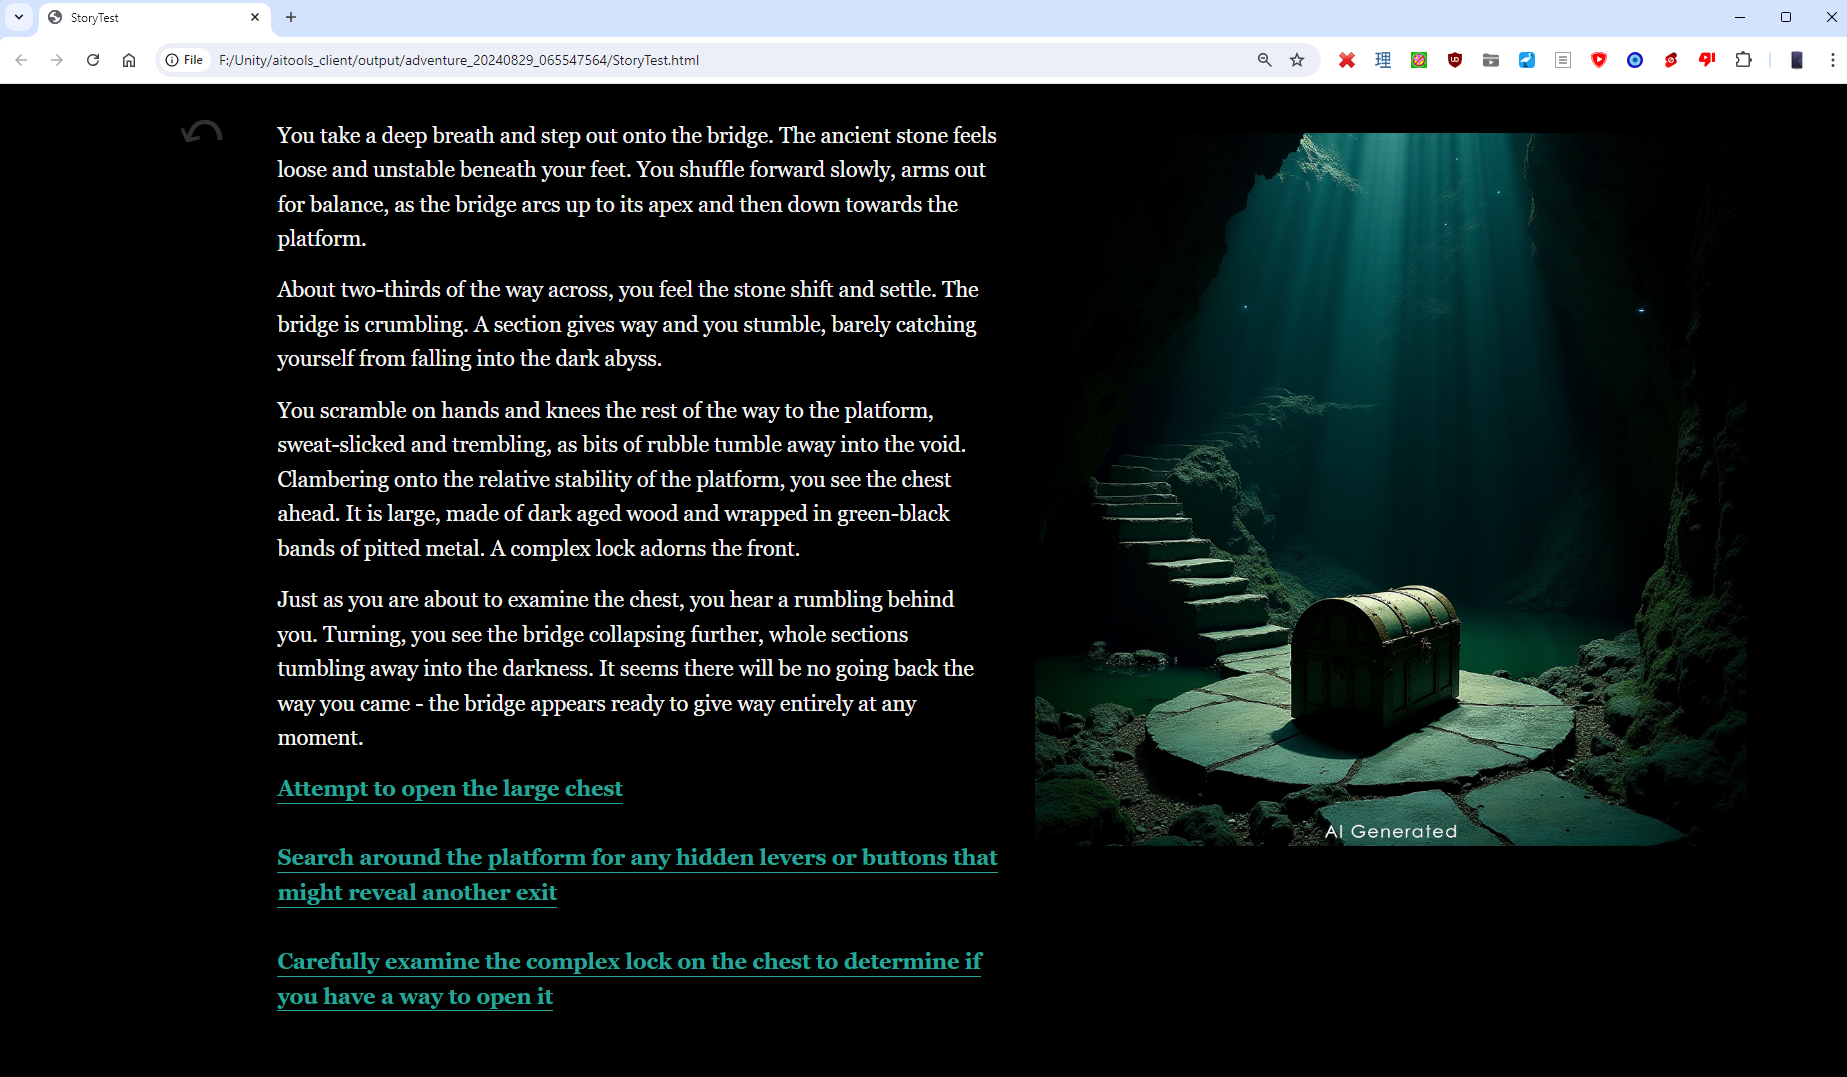 StoryTest
File
F:/Unity/aitools_client/output/adventure_20240829_065547564/StoryTest.html
理
You take a deep breath and step out onto the bridge. The ancient stone feels
loose and unstable beneath your feet. You shuffle forward slowly, arms out
for balance, as the bridge arcs up to its apex and then down towards the
platform.
About two-thirds of the way across, you feel the stone shift and settle. The
bridge is crumbling. A section gives way and you stumble, barely catching
yourself from falling into the dark abyss.
You scramble on hands and knees the rest of the way to the platform,
sweat-slicked and trembling, as bits of rubble tumble away into the void.
Clambering onto the relative stability of the platform, you see the chest
ahead. It is large, made of dark aged wood and wrapped in green-black
bands of pitted metal. A complex lock adorns the front.
Just as you are about to examine the chest, you hear a rumbling behind
you. Turning, you see the bridge collapsing further, whole sections
tumbling away into the darkness. It seems there will be no going back the
way you came - the bridge appears ready to give way entirely at any
moment.
Attempt to open the large chest
Search around the platform for any hidden levers or buttons that
might reveal another exit
Carefully examine the complex lock on the chest to determine if
you have a way to open it
AI Generated